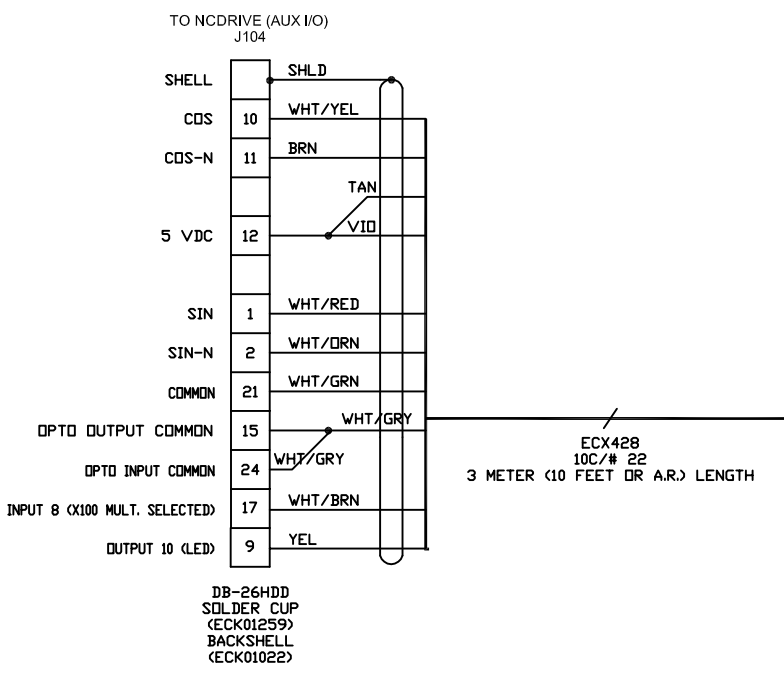 TO NCDRIVE (AUX I/O)
J104
SHELL SHLD
COS 10 WHT/YEL
COS-N 11 BRN
TAN
5 VDC 12 VIO
SIN 1 WHT/RED
SIN-N 2 WHT/ORN
COMMON 21 WHT/GRN
OPTO OUTPUT COMMON 15 WHT/GRY
OPTO INPUT COMMON 24 WHT/GRY
INPUT 8 (X100 MULT. SELECTED) 17 WHT/BRN
OUTPUT 10 (LED) 9 YEL
ECX428
10C/# 22
3 METER (10 FEET OR A.R.) LENGTH
DB-26HDD
SOLDER CUP
(ECK01259)
BACKSHELL
(ECK01022)